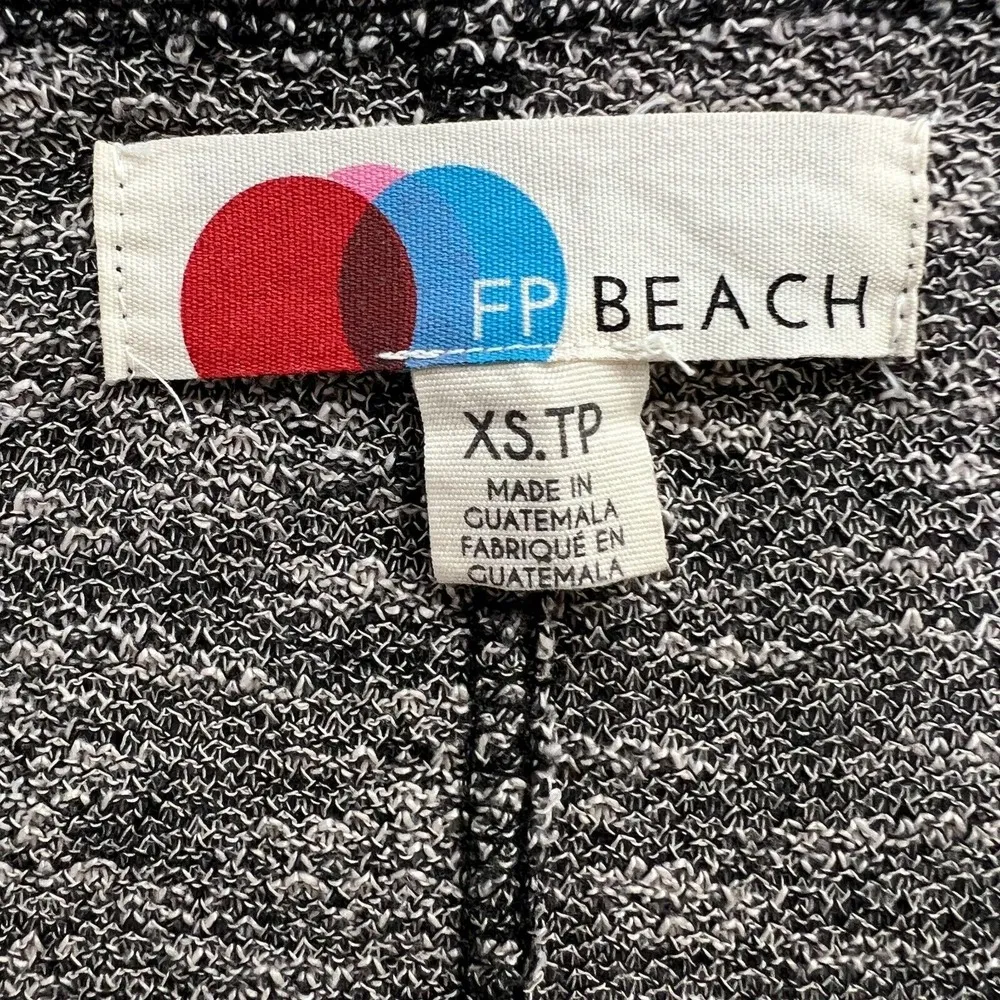 FP BEACH
XS.TP
MADE IN
GUATEMALA
FABRIQUÉ EN
GUATEMALA